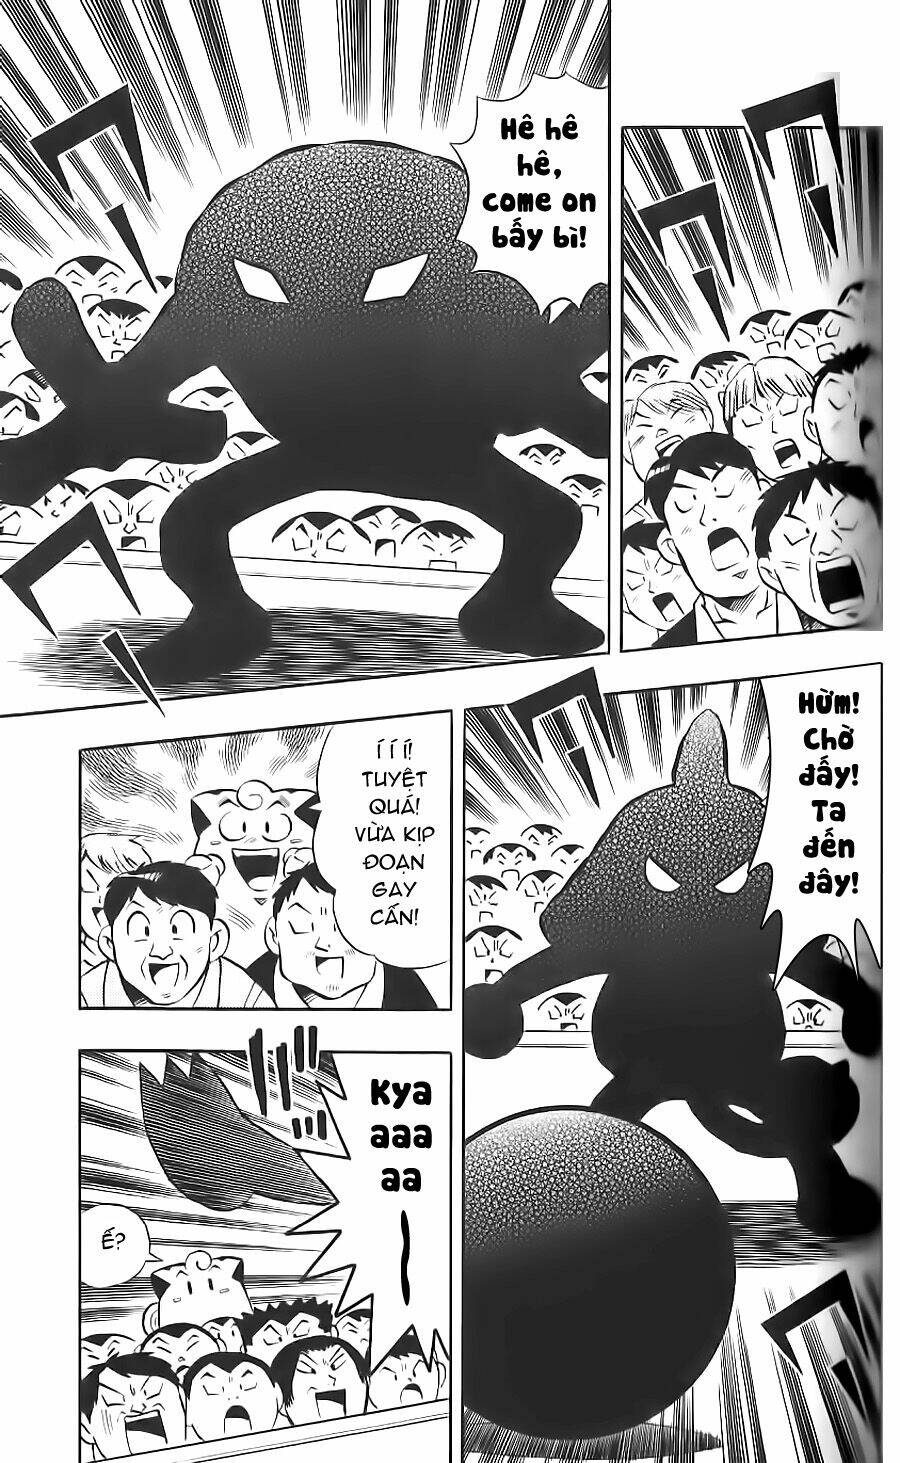 Hê hê
hê,
come on
bấy bì!
Hừm!
Chờ
đấy!
Ta
đến
đây!
Í Í Í!
TUYỆT
QUÁ!
VỪA KỊP
ĐOẠN
GAY
CẤN!
Kya
aaa
aa
Ế?